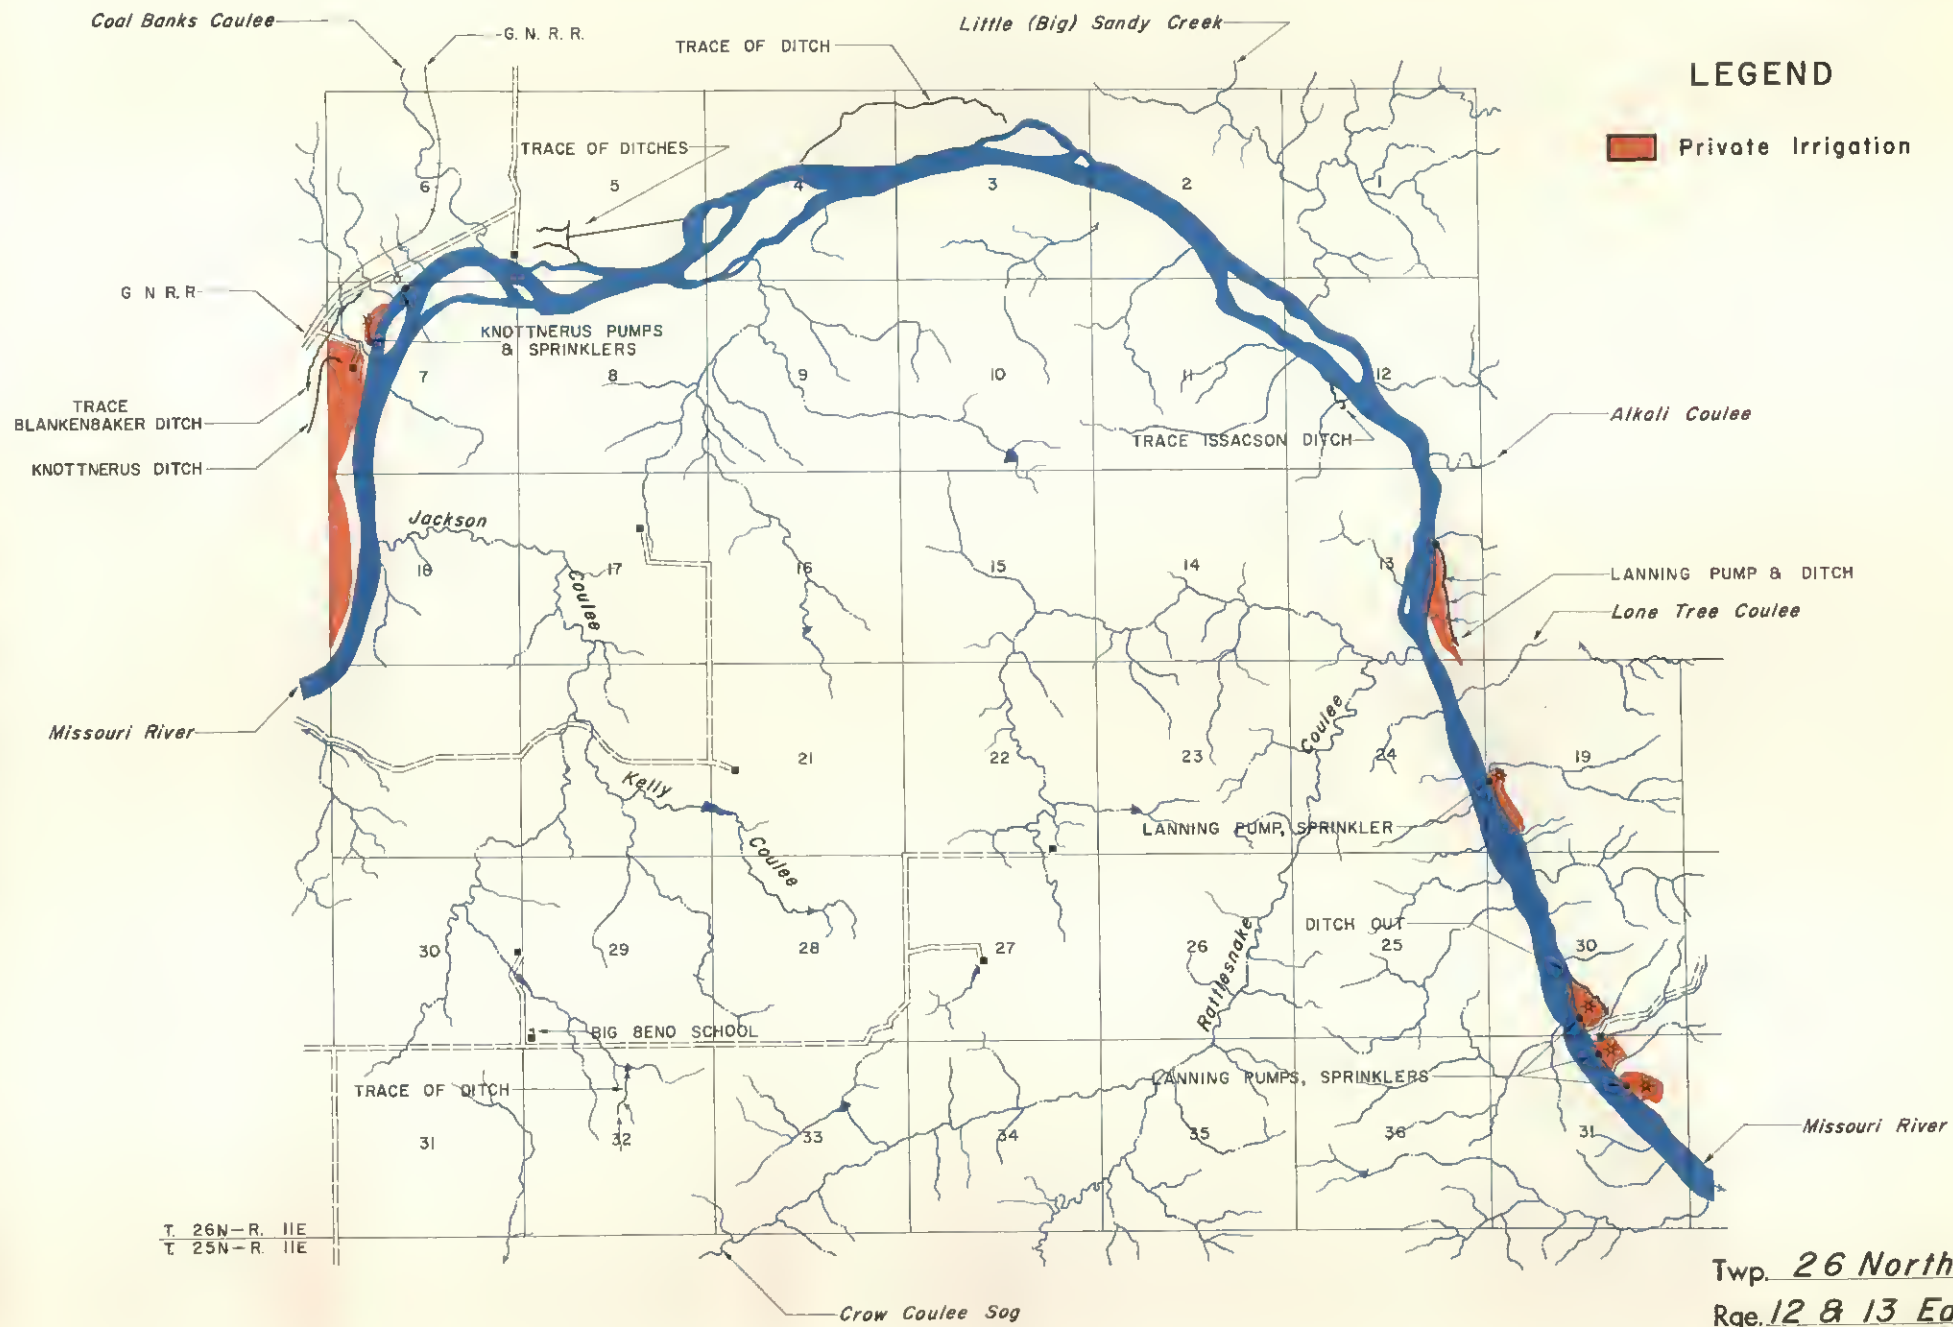 Coal Banks Caulee
G. N. R. R.
TRACE OF DITCH
Little (Big) Sandy Creek
LEGEND
Private Irrigation
TRACE OF DITCHES
6
5
4
3
2
1
G N R. R
KNOTTNERUS PUMPS
& SPRINKLERS
7
8
9
10
11
12
TRACE
BLANKENBAKER DITCH
KNOTTNERUS DITCH
TRACE ISSACSON DITCH
Alkali Coulee
Jackson
Coulee
18
17
16
15
14
13
LANNING PUMP & DITCH
Lone Tree Coulee
Missouri River
21
22
23
24
19
Coulee
Kelly
Coulee
LANNING PUMP, SPRINKLER
DITCH OUT
30
29
28
27
26
25
30
Rattlesnake
BIG BEND SCHOOL
TRACE OF DITCH
LANNING PUMPS, SPRINKLERS
31
32
33
34
35
36
31
Missouri River
T. 26N-R. 11E
T. 25N-R. 11E
Crow Coulee Sog
Twp. 26 North
Rge. 12 & 13 Ea